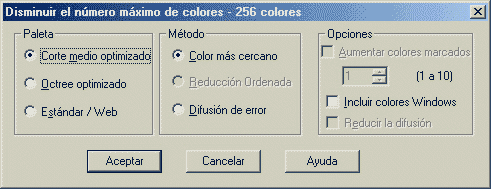 Disminuir el número máximo de colores - 256 colores
Paleta
Corte medio optimizado
Octree optimizado
Estándar / Web
Método
Color más cercano
Reducción Ordenada
Difusión de error
Opciones
Aumentar colores marcados
1 (1 a 10)
Incluir colores Windows
Reducir la difusión
Aceptar Cancelar Ayuda